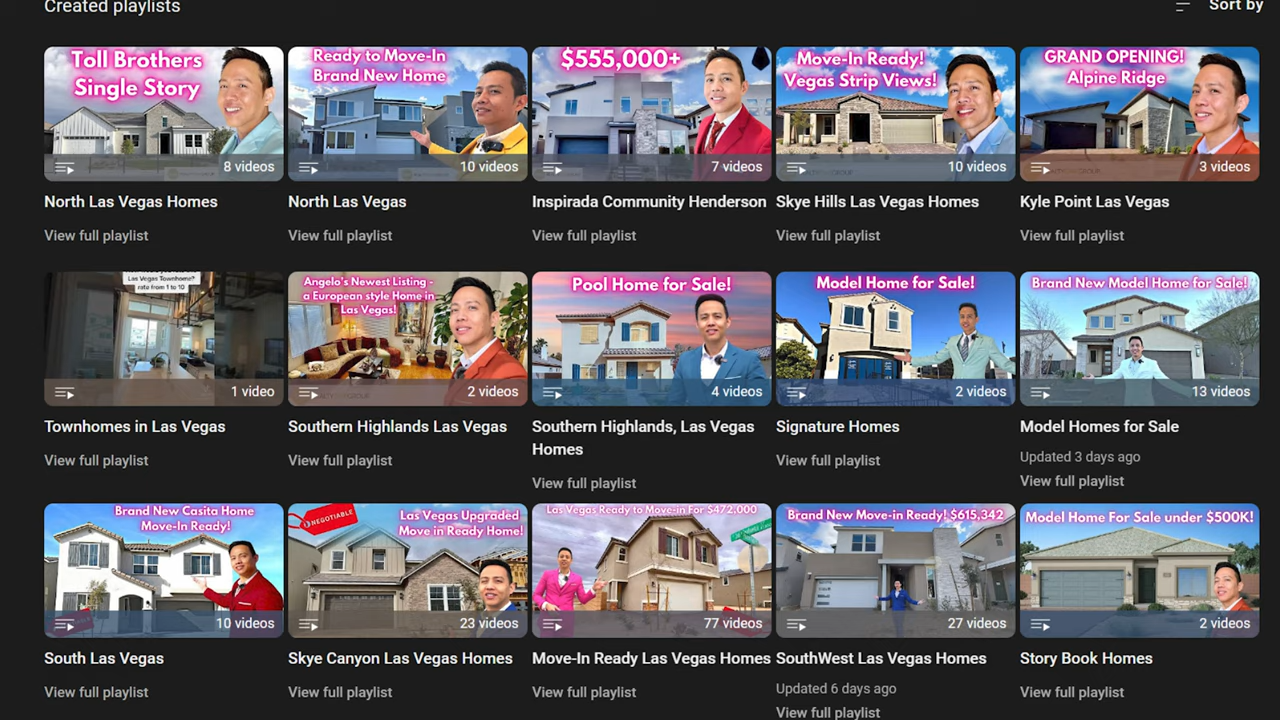 Created playlists
Sort by
Toll Brothers
Single Story
8 videos
North Las Vegas Homes
View full playlist
Ready to Move-In
Brand New Home
10 videos
North Las Vegas
View full playlist
$555,000+
7 videos
Inspirada Community Henderson
View full playlist
Move-In Ready!
Vegas Strip Views!
10 videos
Skye Hills Las Vegas Homes
View full playlist
GRAND OPENING!
Alpine Ridge
3 videos
Kyle Point Las Vegas
View full playlist
Las Vegas Townhome?
rate from 1 to 10
1 video
Townhomes in Las Vegas
View full playlist
Angelo's Newest Listing -
a European style Home in
Las Vegas!
2 videos
Southern Highlands Las Vegas
View full playlist
Pool Home for Sale!
4 videos
Southern Highlands, Las Vegas
Homes
View full playlist
Model Home for Sale!
2 videos
Signature Homes
View full playlist
Brand New Model Home for Sale!
13 videos
Model Homes for Sale
Updated 3 days ago
View full playlist
Brand New Casita Home
Move-In Ready!
10 videos
South Las Vegas
View full playlist
NEGOTIABLE
Las Vegas Upgraded
Move in Ready Home!
23 videos
Skye Canyon Las Vegas Homes
View full playlist
Las Vegas Ready to Move-in For $472,000
77 videos
Move-In Ready Las Vegas Homes
View full playlist
Brand New Move-in Ready! $615,342
27 videos
SouthWest Las Vegas Homes
Updated 6 days ago
View full playlist
Model Home For Sale under $500K!
2 videos
Story Book Homes
View full playlist